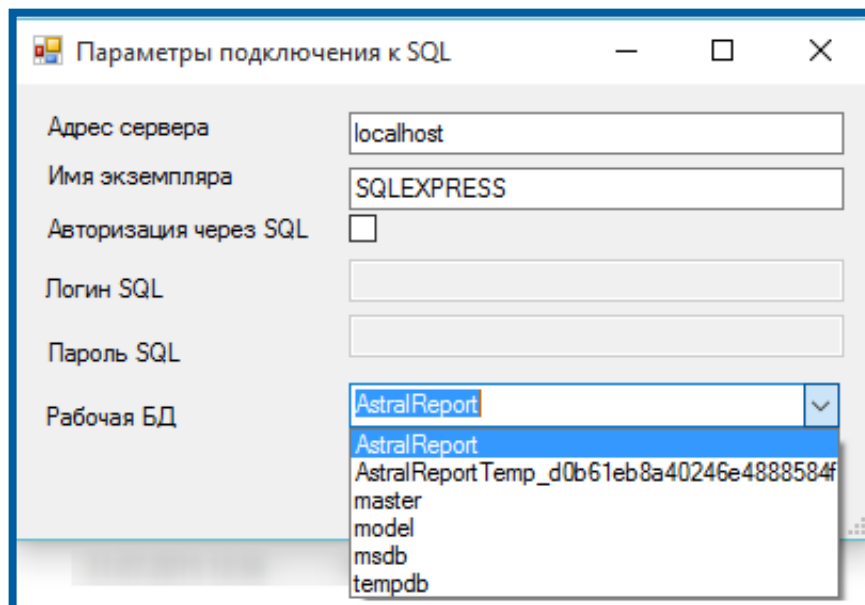 Параметры подключения к SQL
Адрес сервера localhost
Имя экземпляра SQLEXPRESS
Авторизация через SQL
Логин SQL
Пароль SQL
Рабочая БД AstralReport
AstralReport
AstralReportTemp_d0b61eb8a40246e4888584f
master
model
msdb
tempdb